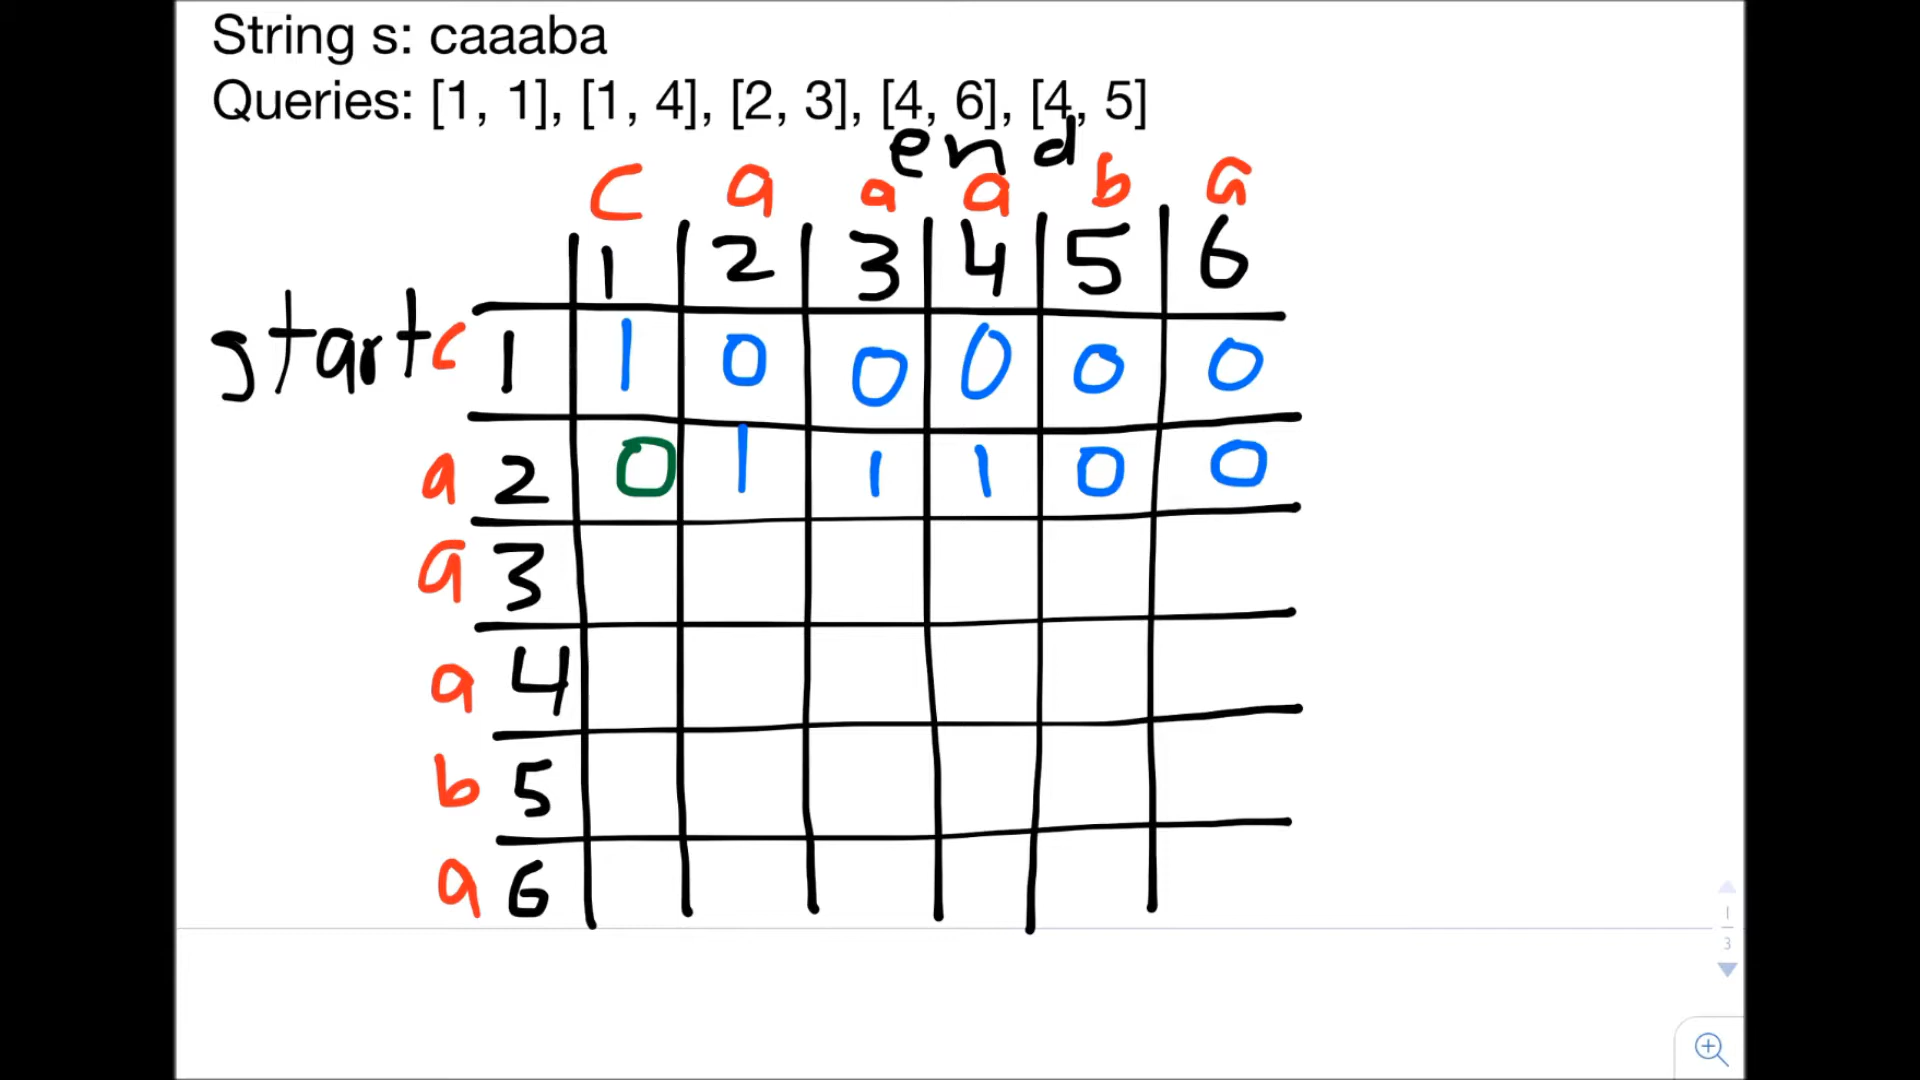 String s: caaaba
Queries: [1, 1], [1, 4], [2, 3], [4, 6], [4, 5]
end
c a a a b a
1 2 3 4 5 6
start c 1 1 0 0 0 0 0
a 2 0 1 1 1 0 0
a 3
a 4
b 5
a 6
1
3